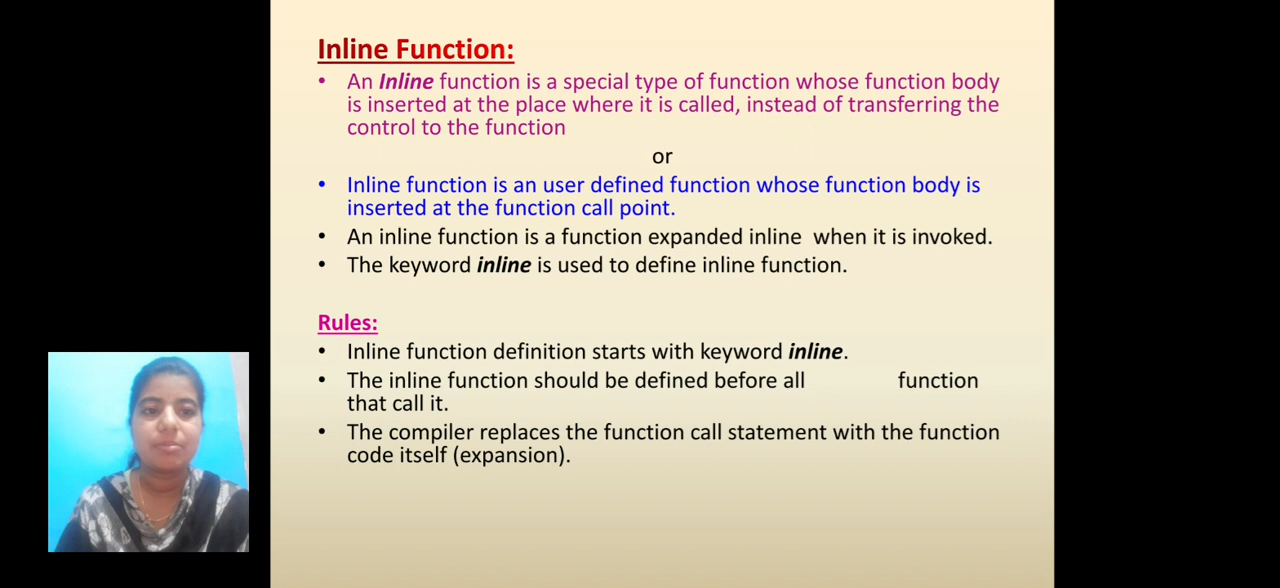 Inline Function:
• An Inline function is a special type of function whose function body
is inserted at the place where it is called, instead of transferring the
control to the function
or
• Inline function is an user defined function whose function body is
inserted at the function call point.
• An inline function is a function expanded inline when it is invoked.
• The keyword inline is used to define inline function.
Rules:
• Inline function definition starts with keyword inline.
• The inline function should be defined before all function
that call it.
• The compiler replaces the function call statement with the function
code itself (expansion).